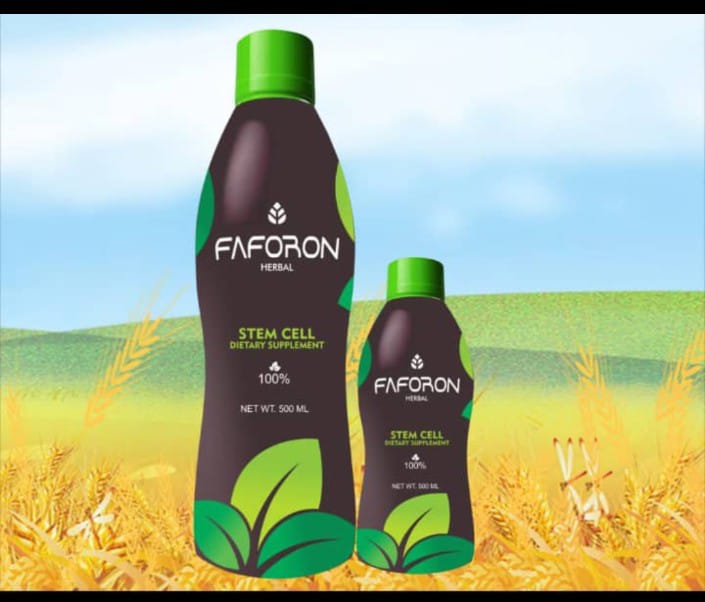 FAFORON
HERBAL
STEM CELL
DIETARY SUPPLEMENT
100%
NET WT. 500 ML
FAFORON
HERBAL
STEM CELL
DIETARY SUPPLEMENT
100%
NET WT. 500 ML